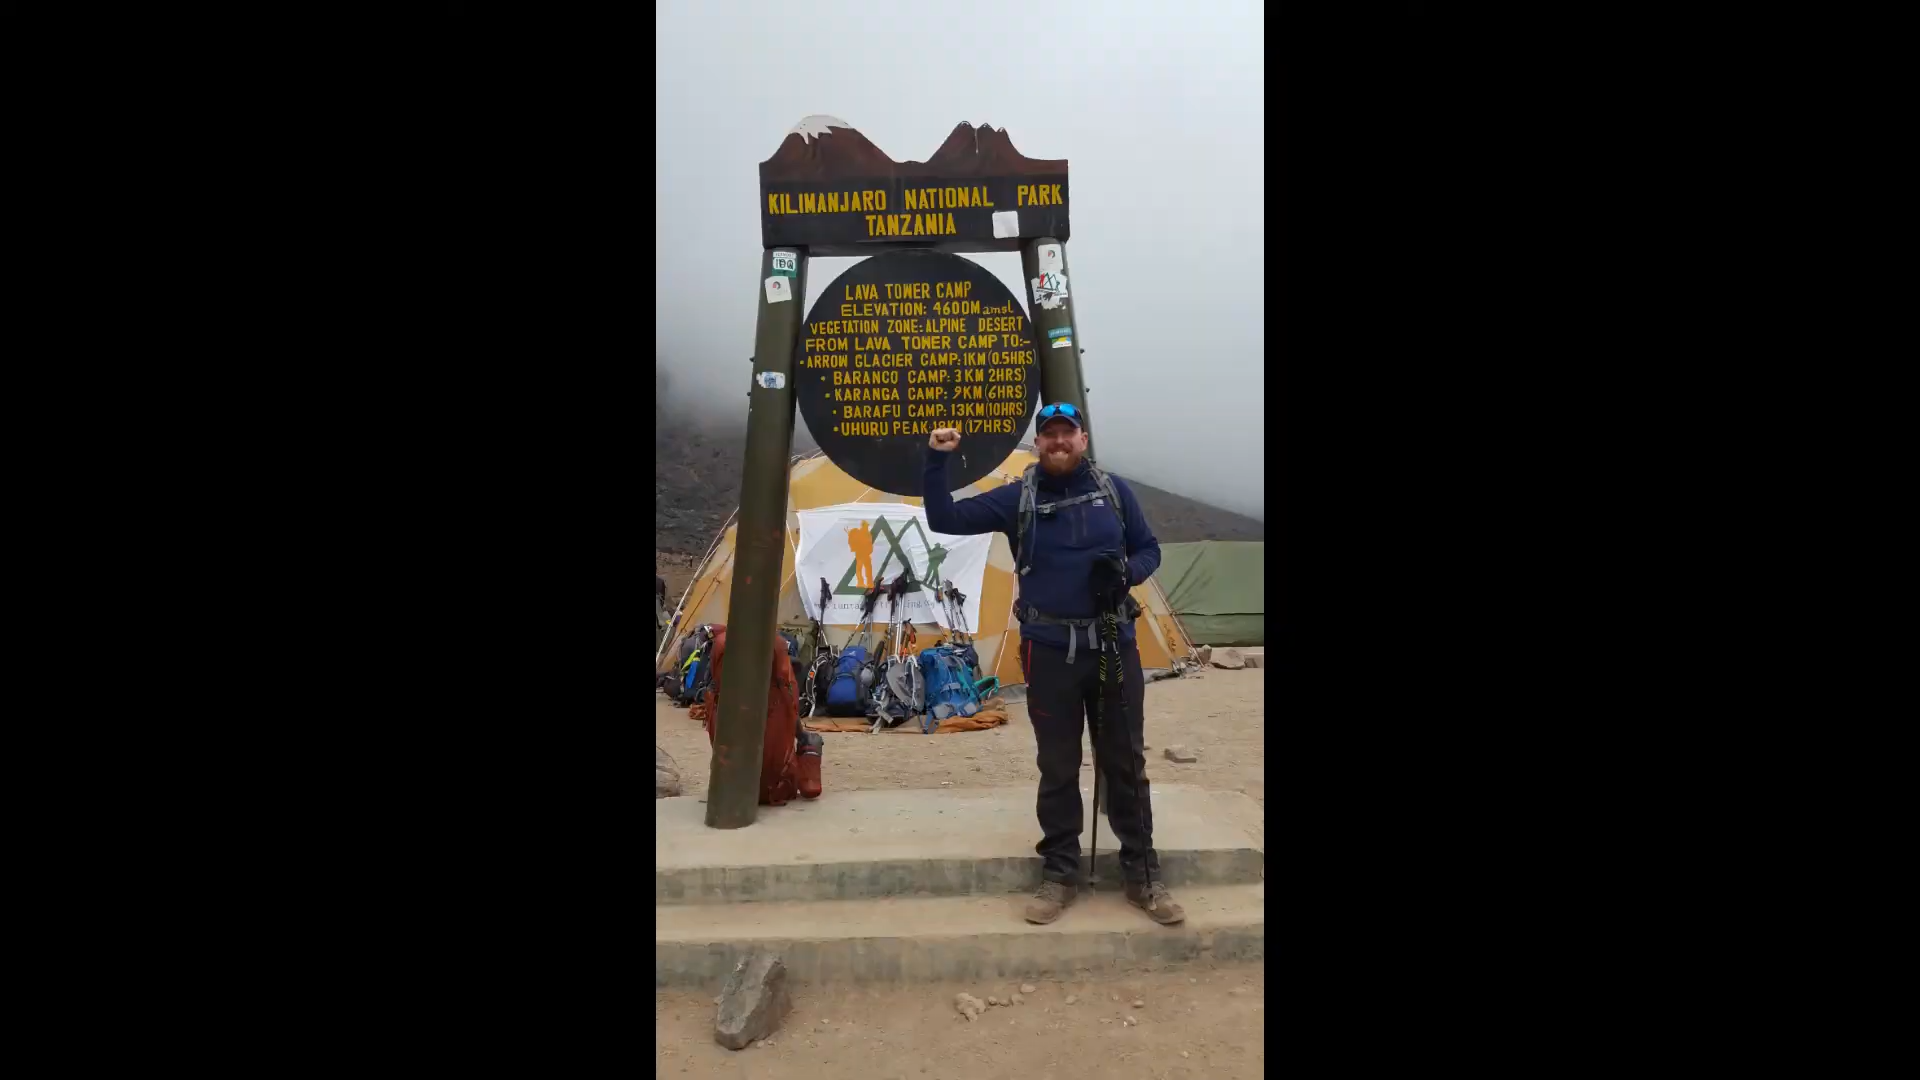 KILIMANJARO NATIONAL PARK
TANZANIA
LAVA TOWER CAMP
ELEVATION: 4600M amsl
VEGETATION ZONE: ALPINE DESERT
FROM LAVA TOWER CAMP TO:-
• ARROW GLACIER CAMP: 1KM (0.5HRS)
• BARANCO CAMP: 3KM 2HRS)
• KARANGA CAMP: 9KM (6HRS)
• BARAFU CAMP: 13KM (10HRS)
• UHURU PEAK: 18KM (17HRS)